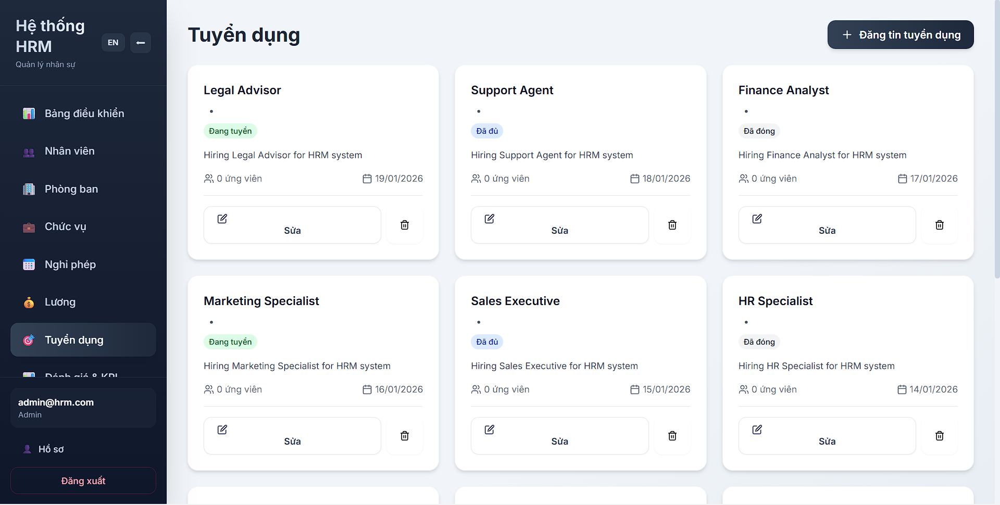 Hệ thống
HRM
Quản lý nhân sự
EN
Bảng điều khiển
Nhân viên
Phòng ban
Chức vụ
Nghỉ phép
Lương
Tuyển dụng
Đánh giá & KPI
admin@hrm.com
Admin
Hồ sơ
Đăng xuất
Tuyển dụng
Đăng tin tuyển dụng
Legal Advisor
•
Đang tuyển
Hiring Legal Advisor for HRM system
0 ứng viên
19/01/2026
Sửa
Support Agent
•
Đã đủ
Hiring Support Agent for HRM system
0 ứng viên
18/01/2026
Sửa
Finance Analyst
•
Đã đóng
Hiring Finance Analyst for HRM system
0 ứng viên
17/01/2026
Sửa
Marketing Specialist
•
Đang tuyển
Hiring Marketing Specialist for HRM system
0 ứng viên
16/01/2026
Sửa
Sales Executive
•
Đã đủ
Hiring Sales Executive for HRM system
0 ứng viên
15/01/2026
Sửa
HR Specialist
•
Đã đóng
Hiring HR Specialist for HRM system
0 ứng viên
14/01/2026
Sửa